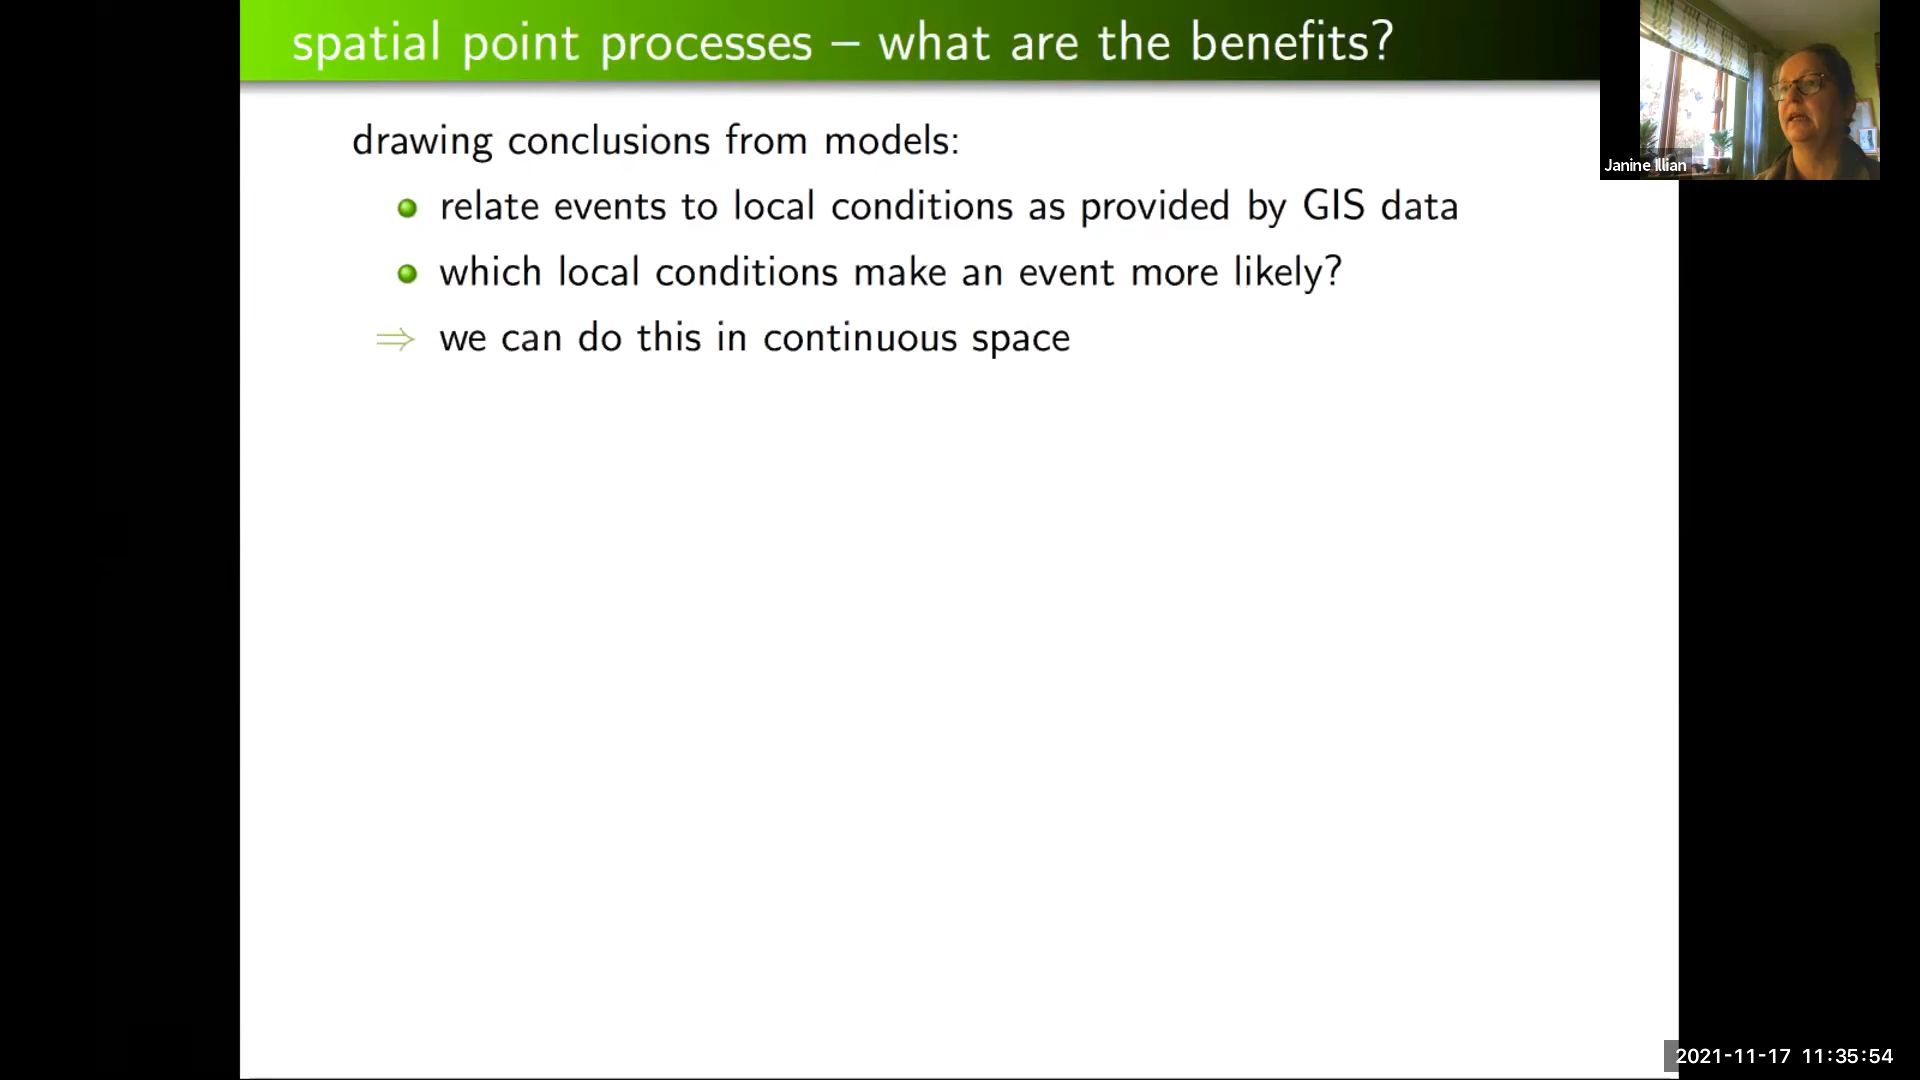 spatial point processes – what are the benefits?
Janine Illian
drawing conclusions from models:
relate events to local conditions as provided by GIS data
which local conditions make an event more likely?
⇒ we can do this in continuous space
2021-11-17 11:35:54